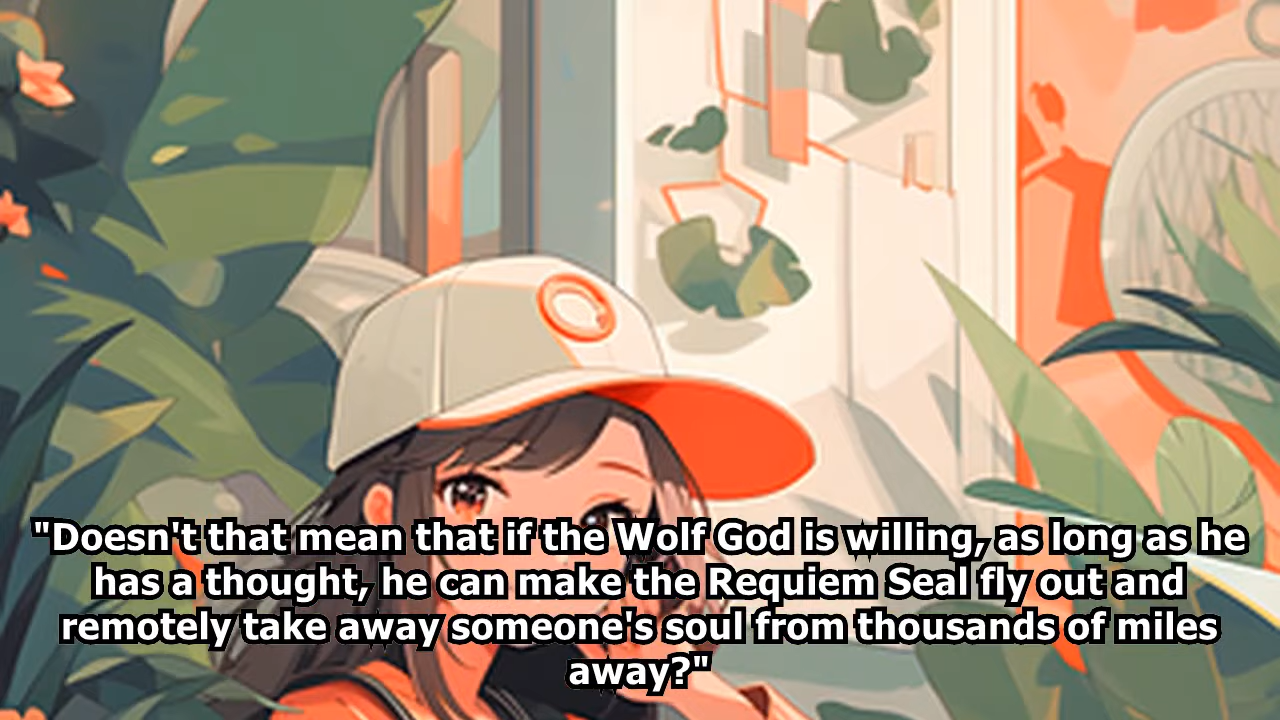 "Doesn't that mean that if the Wolf God is willing, as long as he
has a thought, he can make the Requiem Seal fly out and
remotely take away someone's soul from thousands of miles
away?"